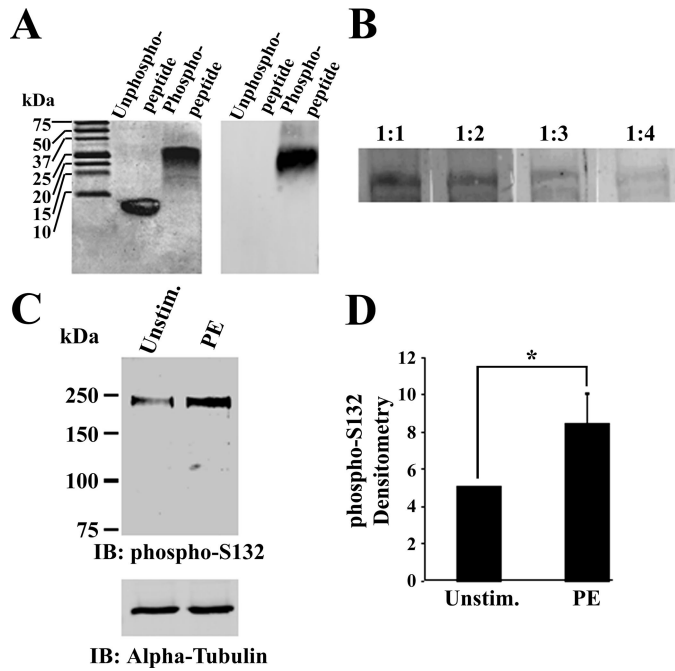 A
Unphospho-
peptide
Phospho-
peptide
Unphospho-
peptide
Phospho-
peptide
kDa
75
50
37
25
20
15
10
B
1:1 1:2 1:3 1:4
C
kDa
Unstim.
PE
250
150
100
75
IB: phospho-S132
IB: Alpha-Tubulin
D
phospho-S132
Densitometry
12
10
8
6
4
2
0
*
Unstim. PE